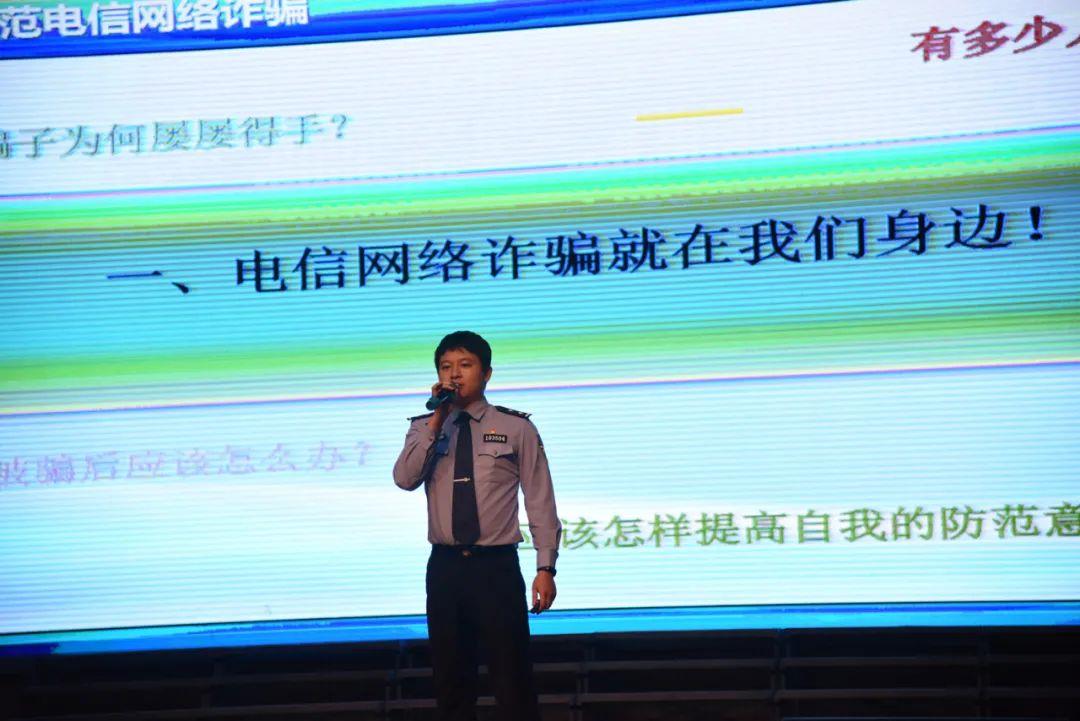 范电信网络诈骗
有多少人
骗子为何屡屡得手？
一、电信网络诈骗就在我们身边！
被骗后应该怎么办？
应该怎样提高自我的防范意